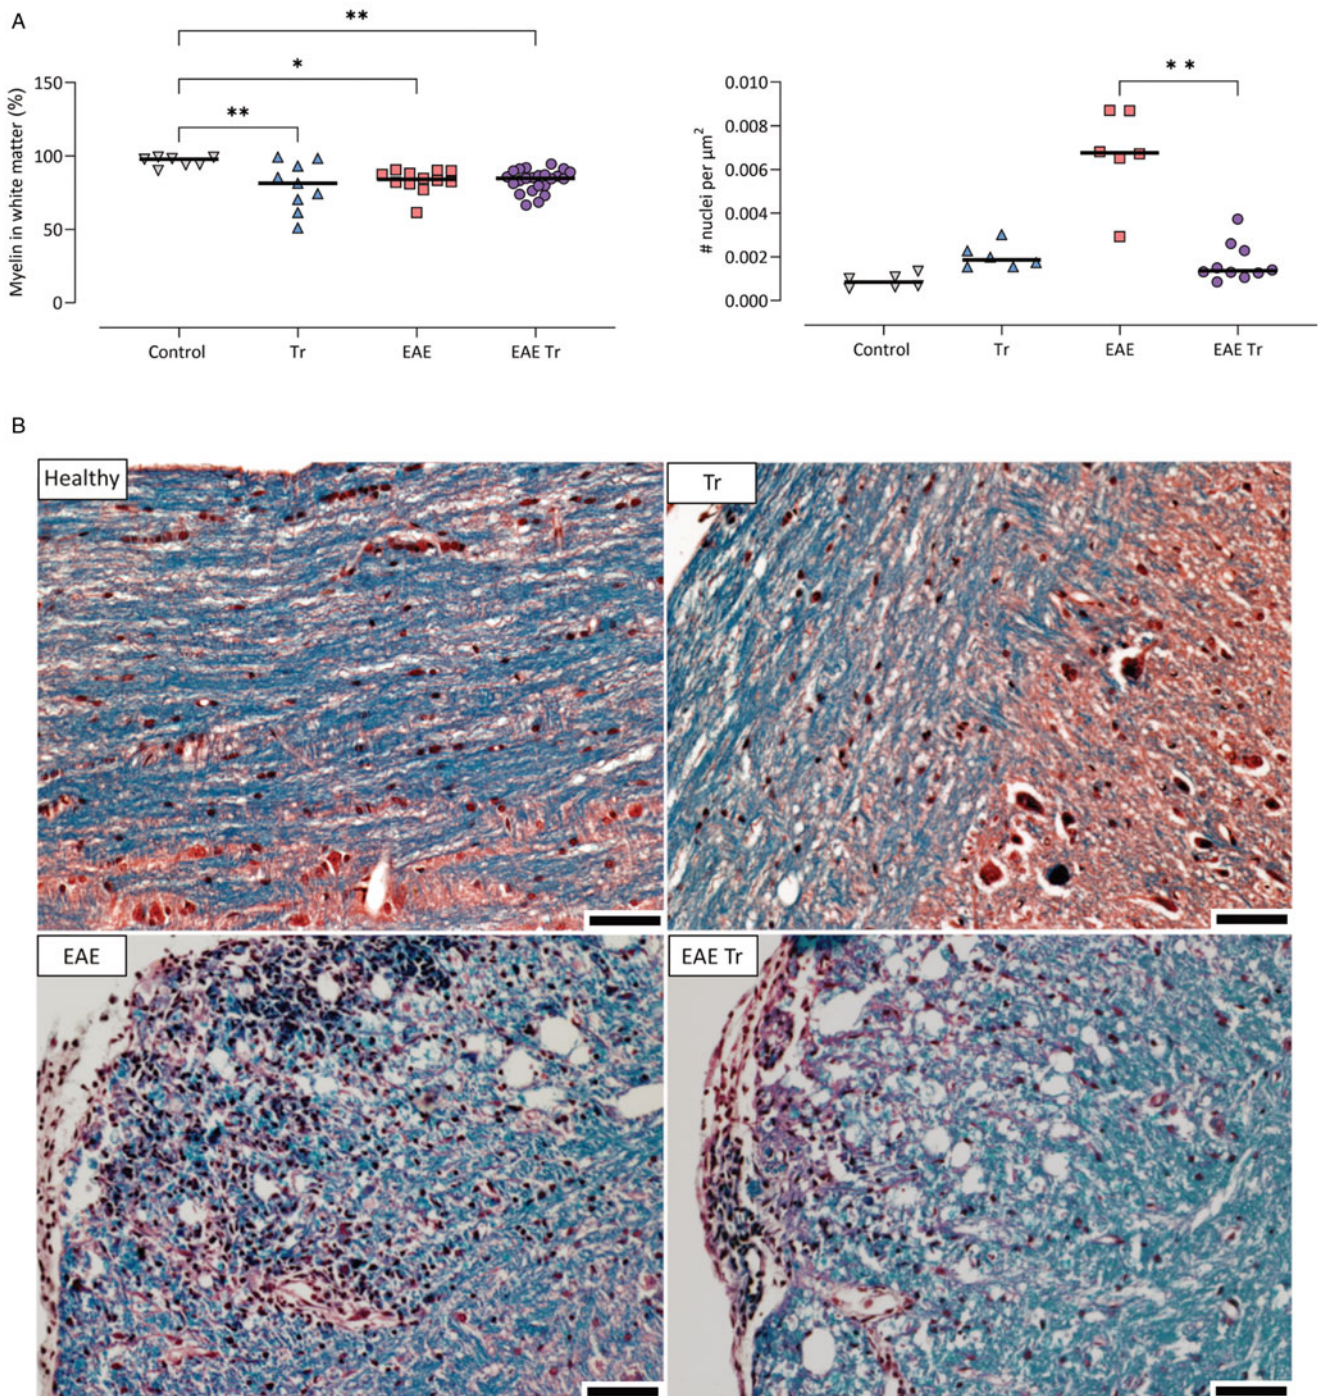 A
**
*
**
Myelin in white matter (%)
150
100
50
0
Control
Tr
EAE
EAE Tr
**
# nuclei per µm²
0.010
0.008
0.006
0.004
0.002
0.000
Control
Tr
EAE
EAE Tr
B
Healthy
Tr
EAE
EAE Tr